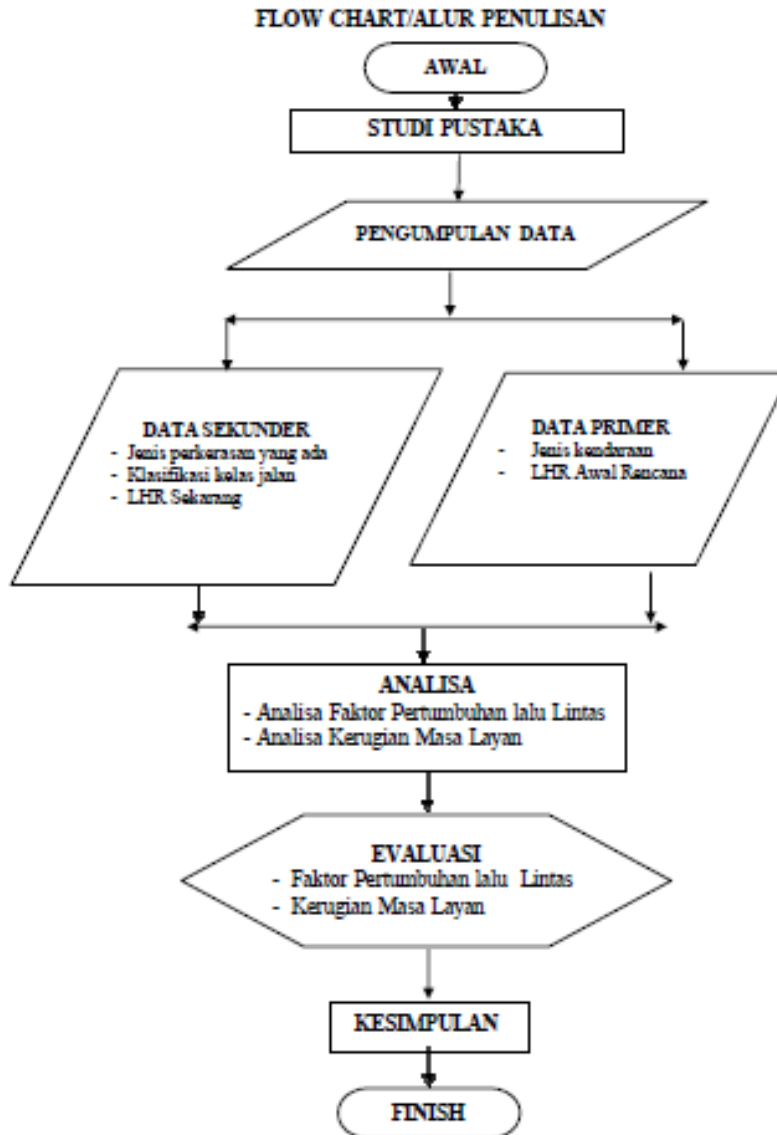 FLOW CHART/ALUR PENULISAN
AWAL
STUDI PUSTAKA
PENGUMPULAN DATA
DATA SEKUNDER
- Jenis perkerasan yang ada
- Klasifikasi kelas jalan
- LHR Sekarang
DATA PRIMER
- Jenis kendaraan
- LHR Awal Rencana
ANALISA
- Analisa Faktor Pertumbuhan lalu Lintas
- Analisa Kerugian Masa Layan
EVALUASI
- Faktor Pertumbuhan lalu Lintas
- Kerugian Masa Layan
KESIMPULAN
FINISH